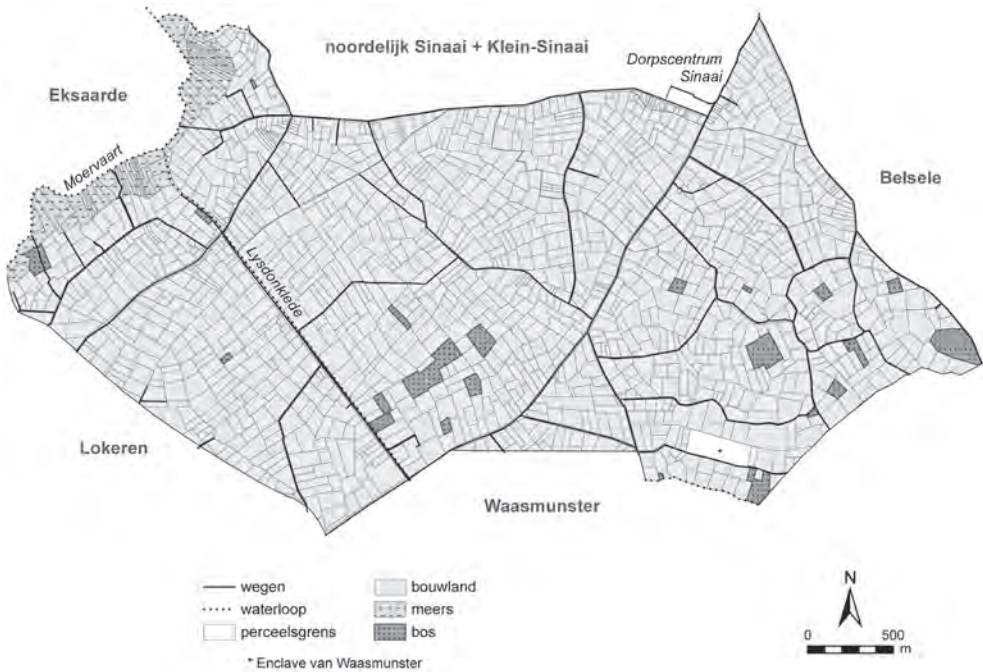 noordelijk Sinaai + Klein-Sinaai
Dorpscentrum
Sinaai
Eksaarde
Moervaart
Belsele
Lysdonklede
Lokeren
*
Waasmunster
wegen
waterloop
perceelsgrens
bouwland
meers
bos
* Enclave van Waasmunster
N
0 500
m